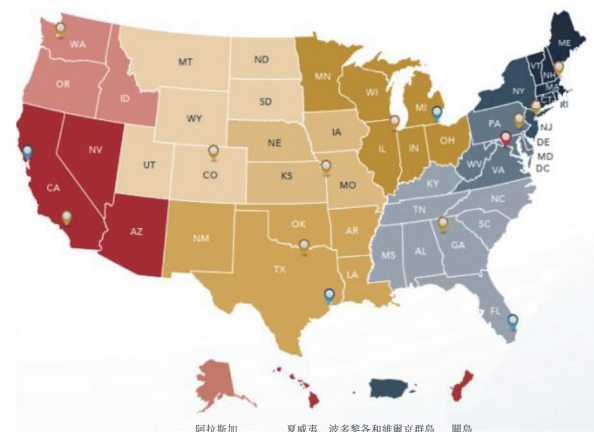 WA
ME
MT
ND
VT
NH
OR
MN
ID
WI
NY
MA
SD
MI
CT
RI
WY
PA
IA
NJ
NE
OH
NV
IL
IN
DE
UT
WV
MD
CO
VA
DC
CA
KS
MO
KY
NC
TN
OK
AZ
NM
AR
SC
MS
AL
GA
TX
LA
FL
阿拉斯加 夏威夷 波多黎各和維爾京群島 關島